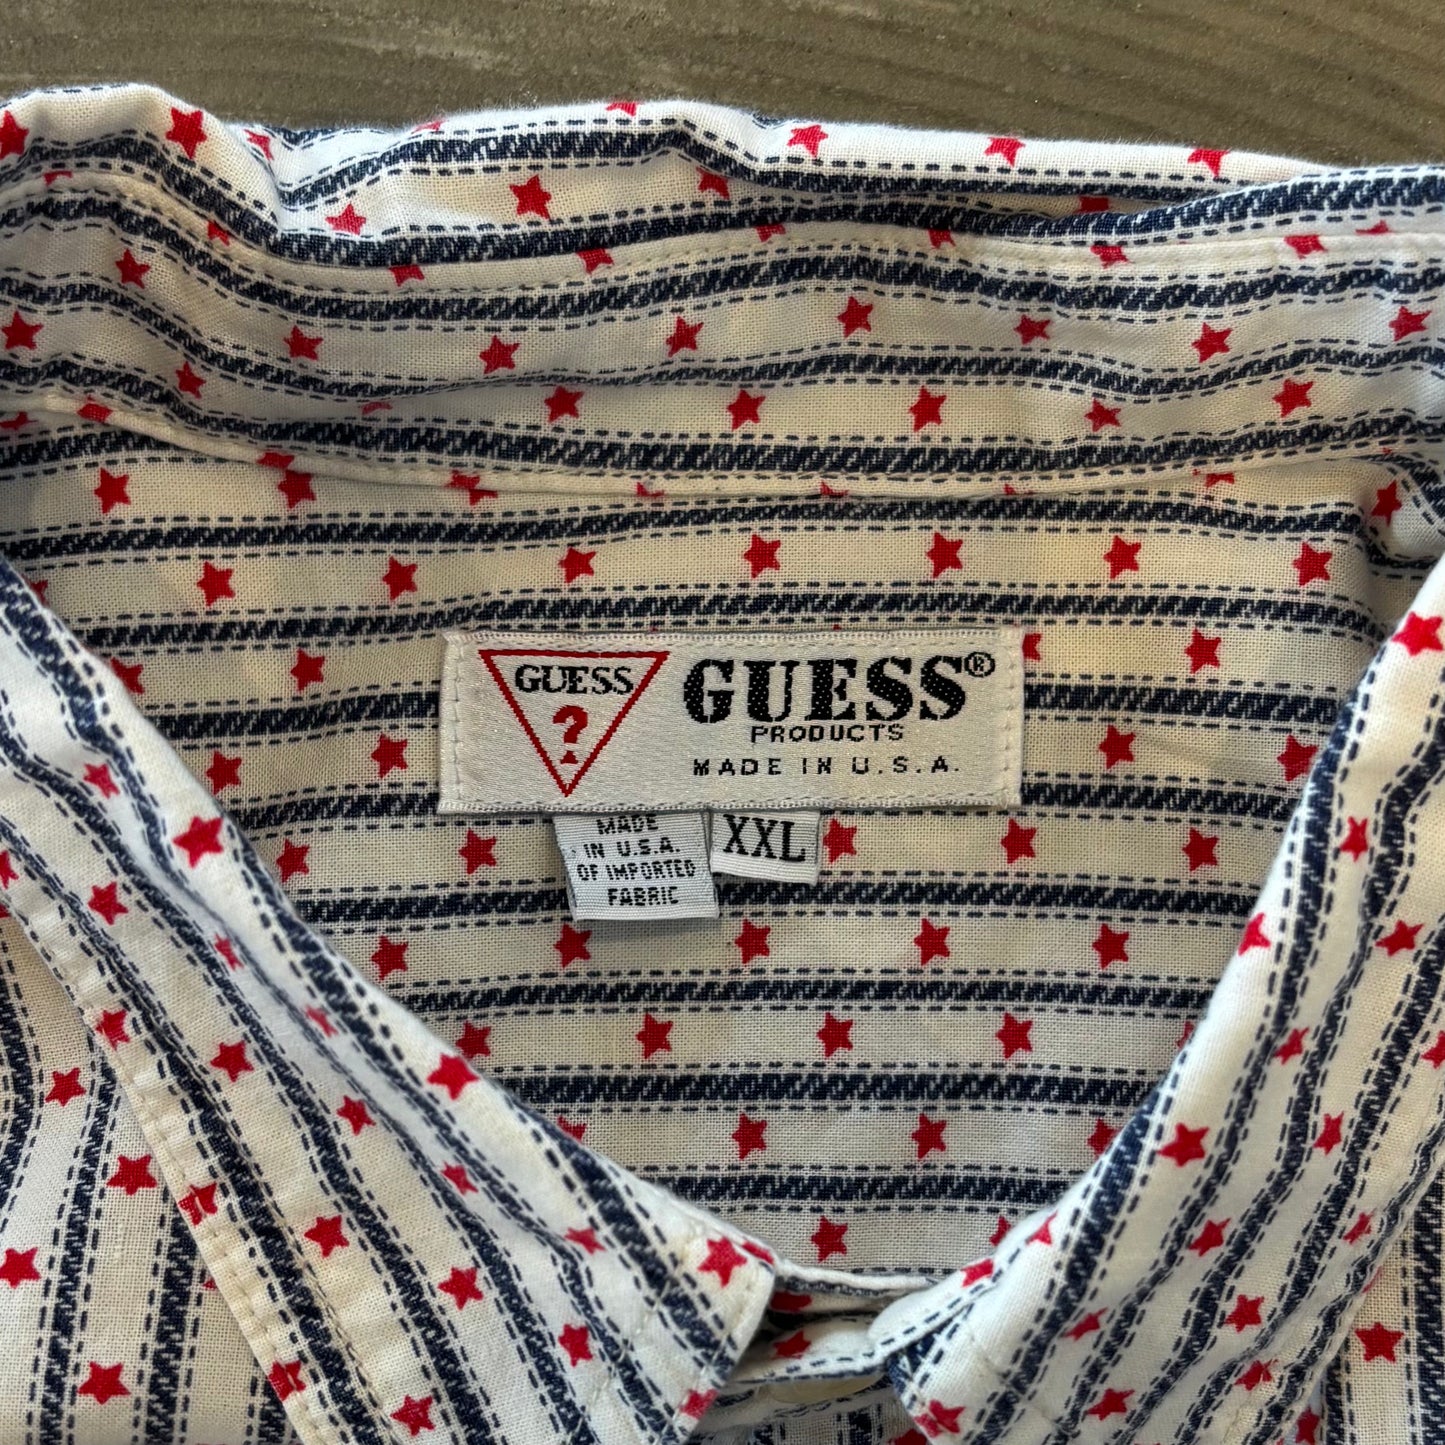 GUESS
?
GUESS®
PRODUCTS
MADE IN U.S.A.
MADE
IN U.S.A.
OF IMPORTED
FABRIC
XXL